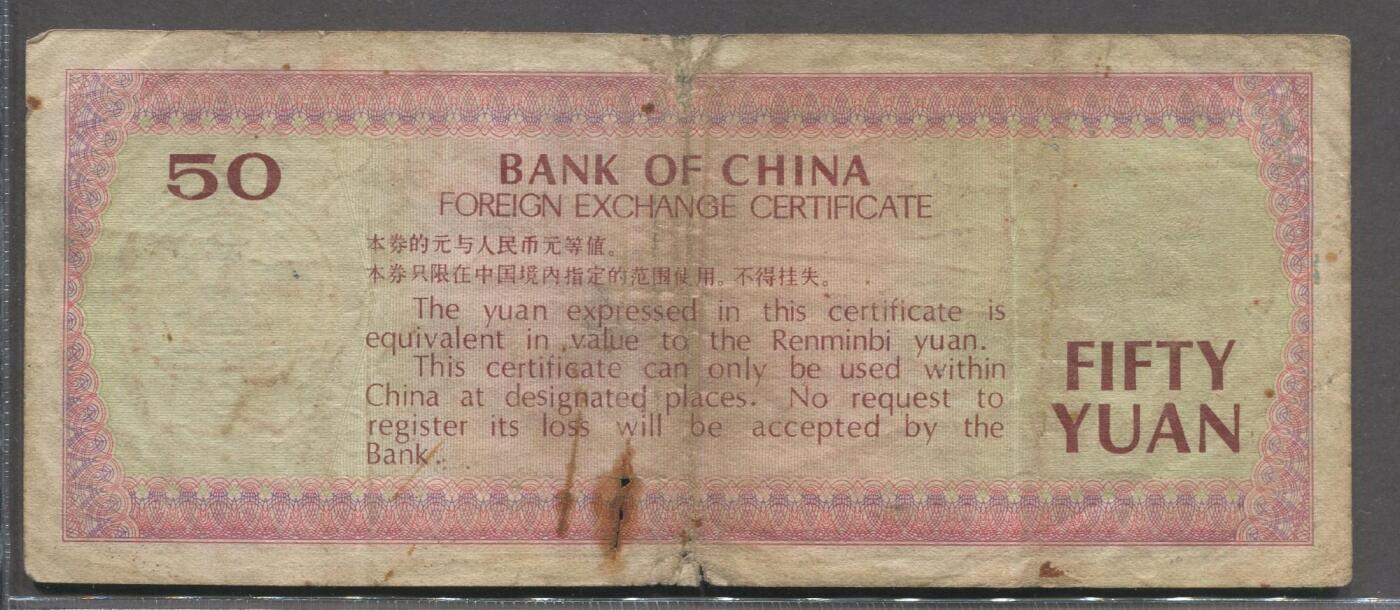 50
BANK OF CHINA
FOREIGN EXCHANGE CERTIFICATE
本券的元与人民币元等值。
本券只限在中国境内指定的范围使用。不得挂失。
The yuan expressed in this certificate is
equivalent in value to the Renminbi yuan.
This certificate can only be used within
China at designated places. No request to
register its loss will be accepted by the
Bank.
FIFTY
YUAN